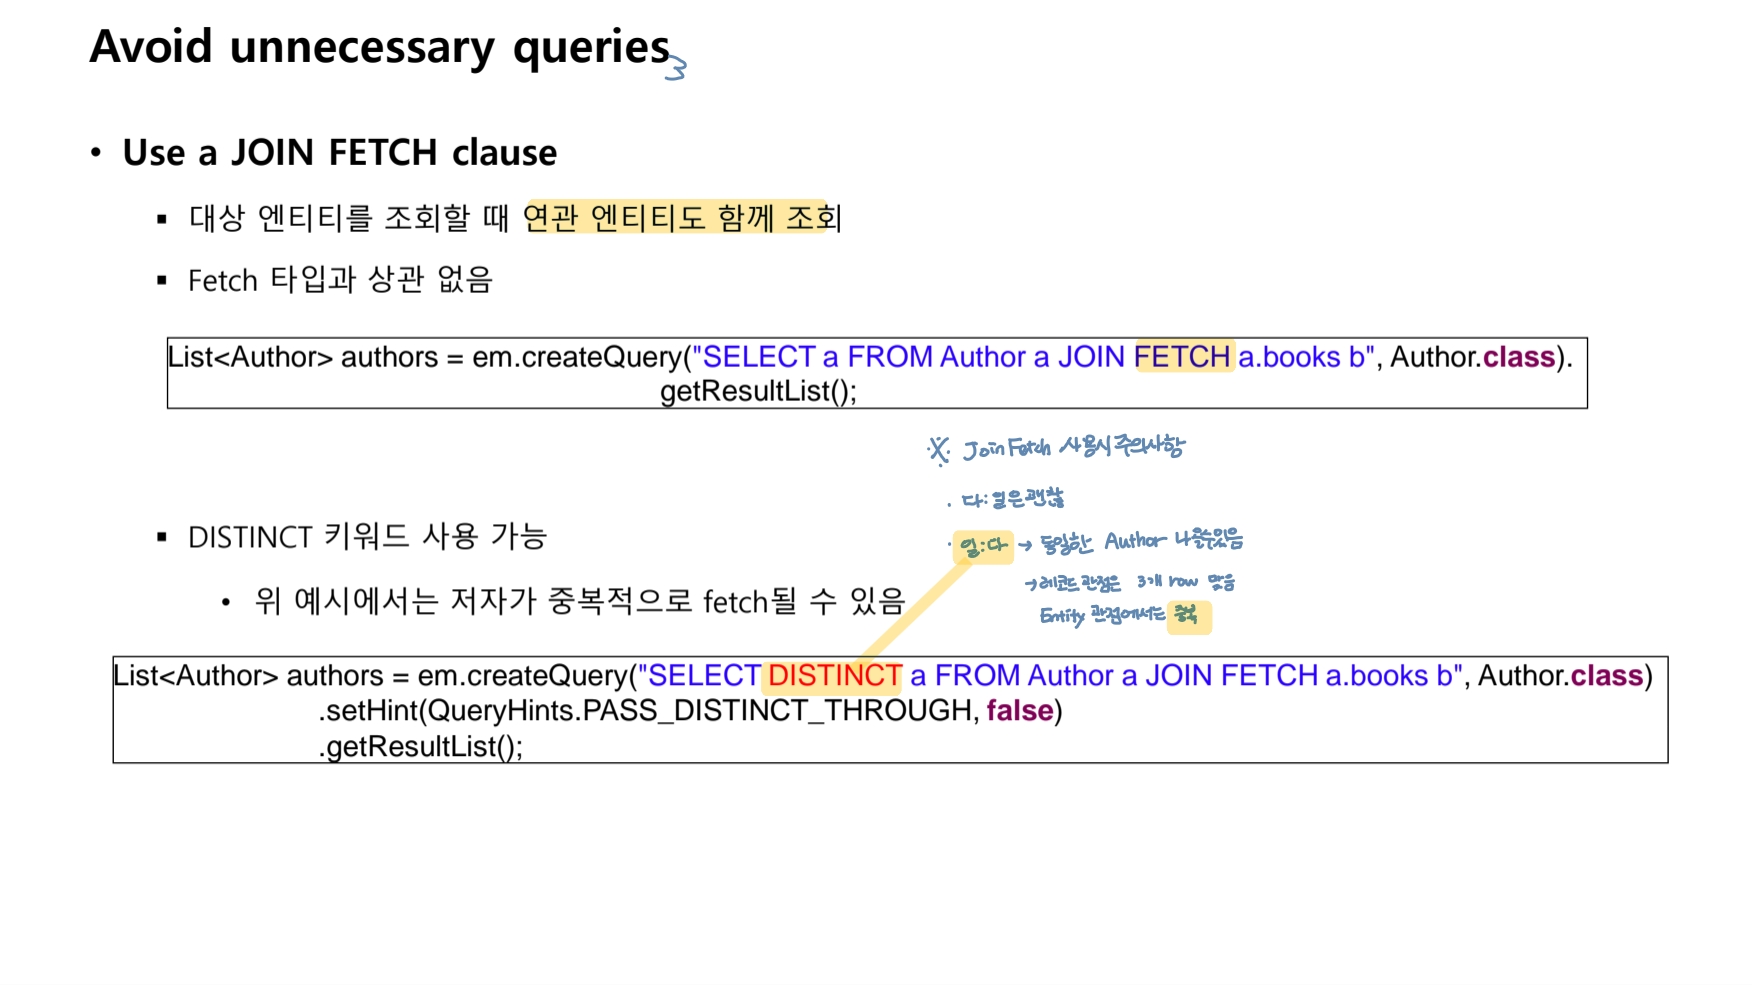 Avoid unnecessary queries
3
• Use a JOIN FETCH clause
▪ 대상 엔티티를 조회할 때 연관 엔티티도 함께 조회
▪ Fetch 타입과 상관 없음
List<Author> authors = em.createQuery("SELECT a FROM Author a JOIN FETCH a.books b", Author.class).
getResultList();
※ Join Fetch 사용시 주의사항
· 다:일은 괜찮
▪ DISTINCT 키워드 사용 가능
· 일:다 → 동일한 Author 나올수있음
→ 레코드 관점은 3개 row 맞음
• 위 예시에서는 저자가 중복적으로 fetch될 수 있음
Entity 관점에서는 중복
List<Author> authors = em.createQuery("SELECT DISTINCT a FROM Author a JOIN FETCH a.books b", Author.class)
.setHint(QueryHints.PASS_DISTINCT_THROUGH, false)
.getResultList();